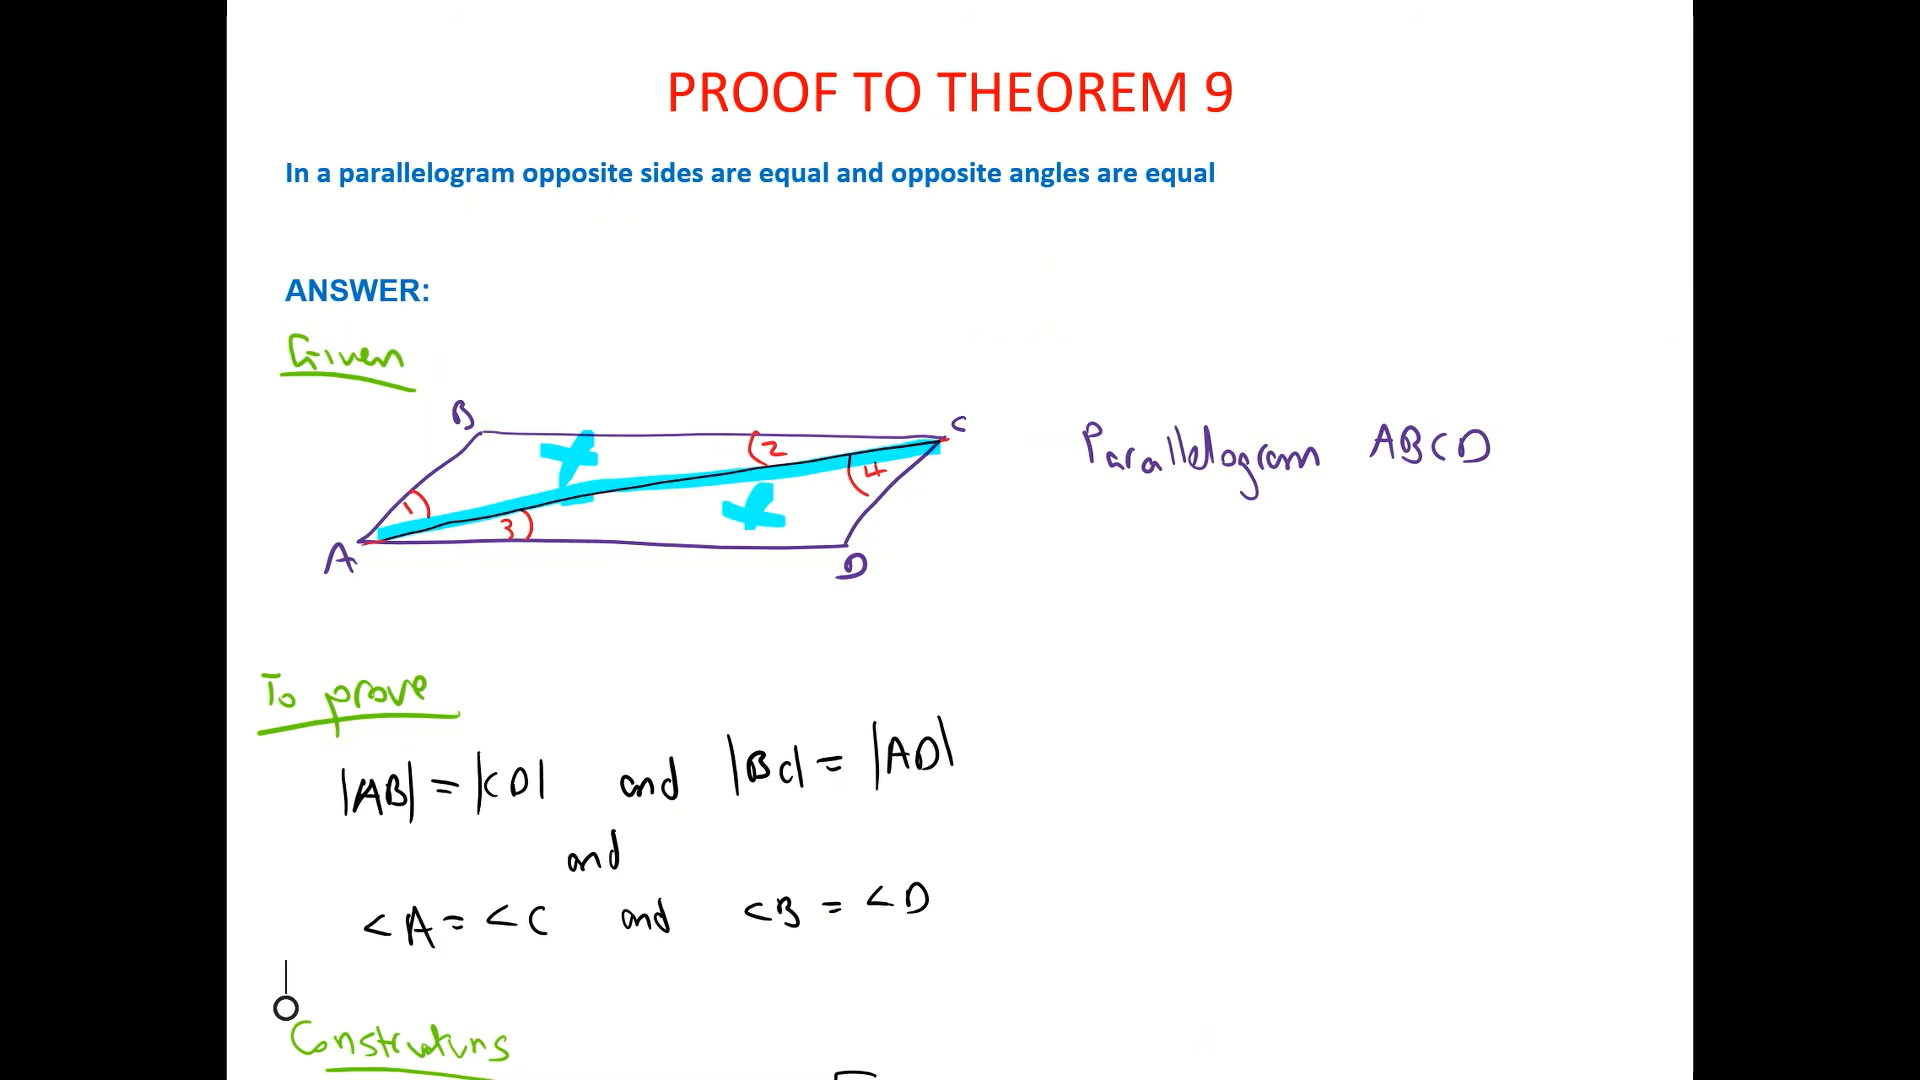 PROOF TO THEOREM 9
In a parallelogram opposite sides are equal and opposite angles are equal
ANSWER:
Given
B C
2
4
1
3
A D
Parallelogram ABCD
To prove
|AB| = |CD| and |BC| = |AD|
and
<A = <C and <B = <D
Constructions